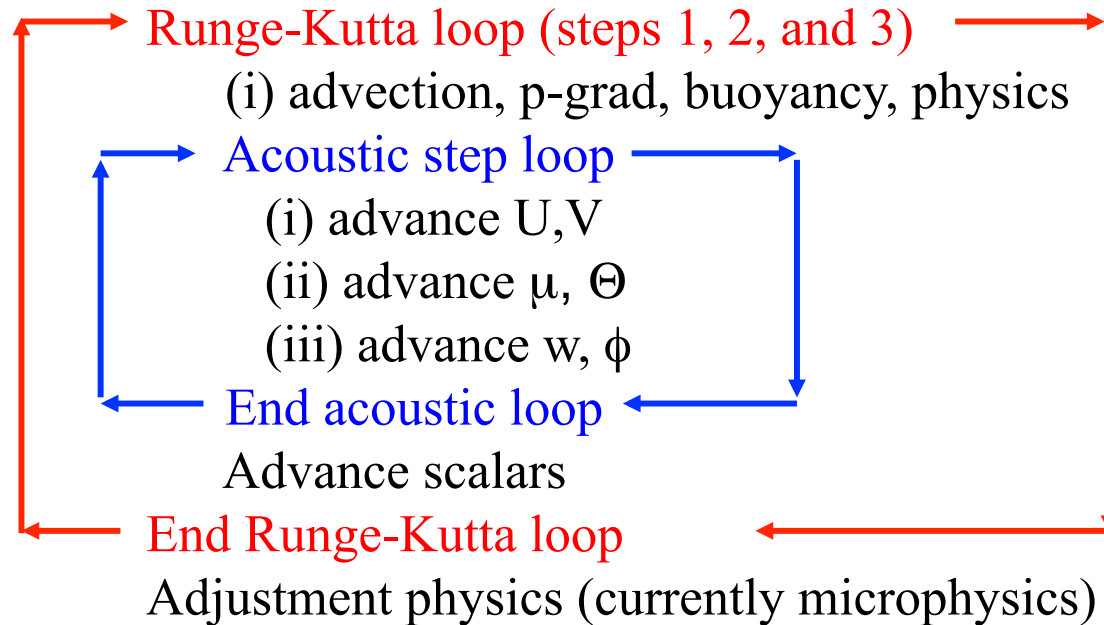 Runge-Kutta loop (steps 1, 2, and 3)
(i) advection, p-grad, buoyancy, physics
Acoustic step loop
(i) advance U,V
(ii) advance μ, Θ
(iii) advance w, ϕ
End acoustic loop
Advance scalars
End Runge-Kutta loop
Adjustment physics (currently microphysics)